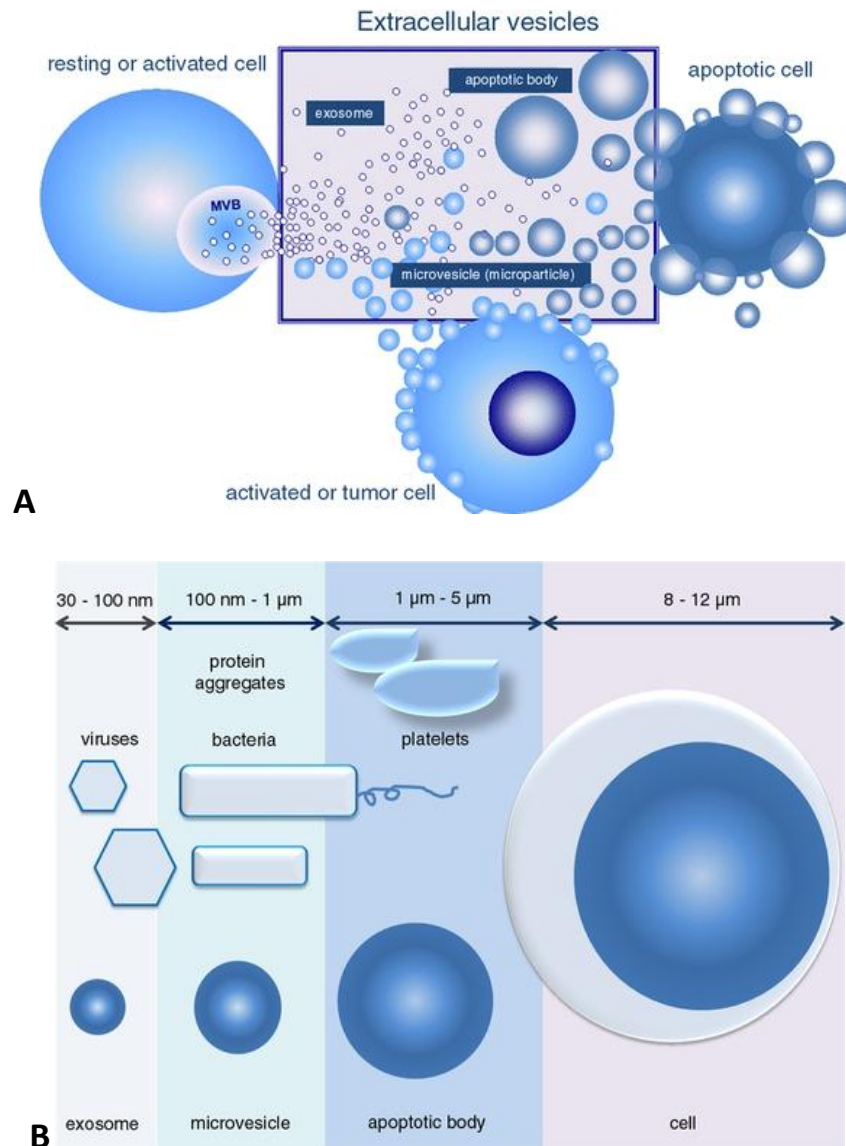 Extracellular vesicles
resting or activated cell
apoptotic body
apoptotic cell
exosome
MVB
microvesicle (microparticle)
activated or tumor cell
A
30 - 100 nm
100 nm - 1 µm
1 µm - 5 µm
8 - 12 µm
protein
aggregates
viruses
bacteria
platelets
exosome
microvesicle
apoptotic body
cell
B